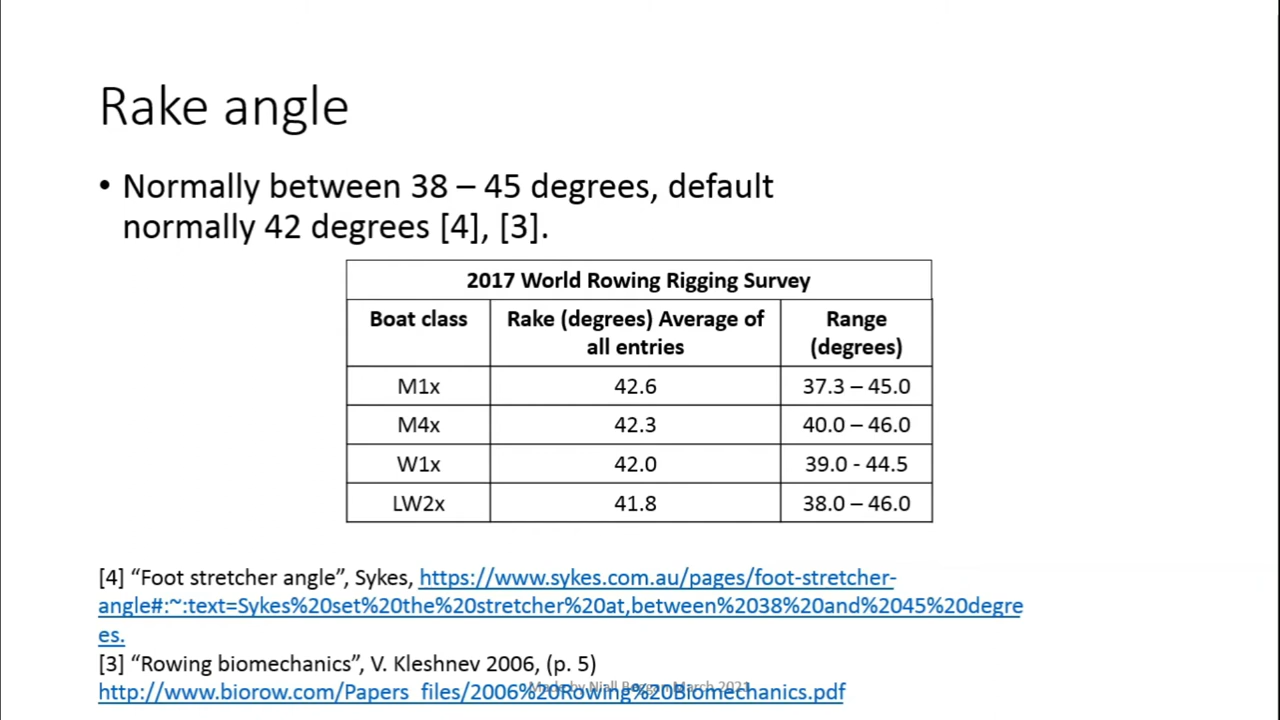 Rake angle
• Normally between 38 – 45 degrees, default
normally 42 degrees [4], [3].
2017 World Rowing Rigging Survey
Boat class Rake (degrees) Average of all entries Range (degrees)
M1x 42.6 37.3 – 45.0
M4x 42.3 40.0 – 46.0
W1x 42.0 39.0 - 44.5
LW2x 41.8 38.0 – 46.0
[4] “Foot stretcher angle”, Sykes, https://www.sykes.com.au/pages/foot-stretcher-
angle#:~:text=Sykes%20set%20the%20stretcher%20at,between%2038%20and%2045%20degre
es.
[3] “Rowing biomechanics”, V. Kleshnev 2006, (p. 5)
http://www.biorow.com/Papers_files/2006%20Rowing%20Biomechanics.pdf
Made by Niall March 2021